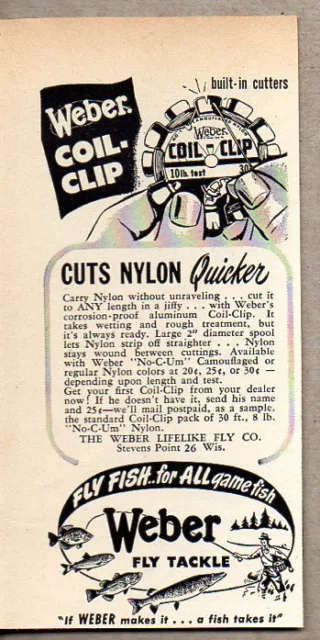 built-in cutters
Weber
COIL-
CLIP
Weber
COIL CLIP
10 lb. test
30
CUTS NYLON Quicker
Carry Nylon without unraveling . . . cut it
to ANY length in a jiffy . . . with Weber's
corrosion-proof aluminum Coil-Clip. It
takes wetting and rough treatment, but
it's always ready. Large 2" diameter spool
lets Nylon strip off straighter . . . Nylon
stays wound between cuttings. Available
with Weber "No-C-Um" Camouflaged or
regular Nylon colors at 20¢, 25¢, or 30¢ —
depending upon length and test.
Get your first Coil-Clip from your dealer
now! If he doesn't have it, send his name
and 25¢—we'll mail postpaid, as a sample,
the standard Coil-Clip pack of 30 ft., 8 lb.
"No-C-Um" Nylon.
THE WEBER LIFELIKE FLY CO.
Stevens Point 26 Wis.
FLY FISH..for ALL game fish
Weber
FLY TACKLE
"If WEBER makes it . . . a fish takes it"